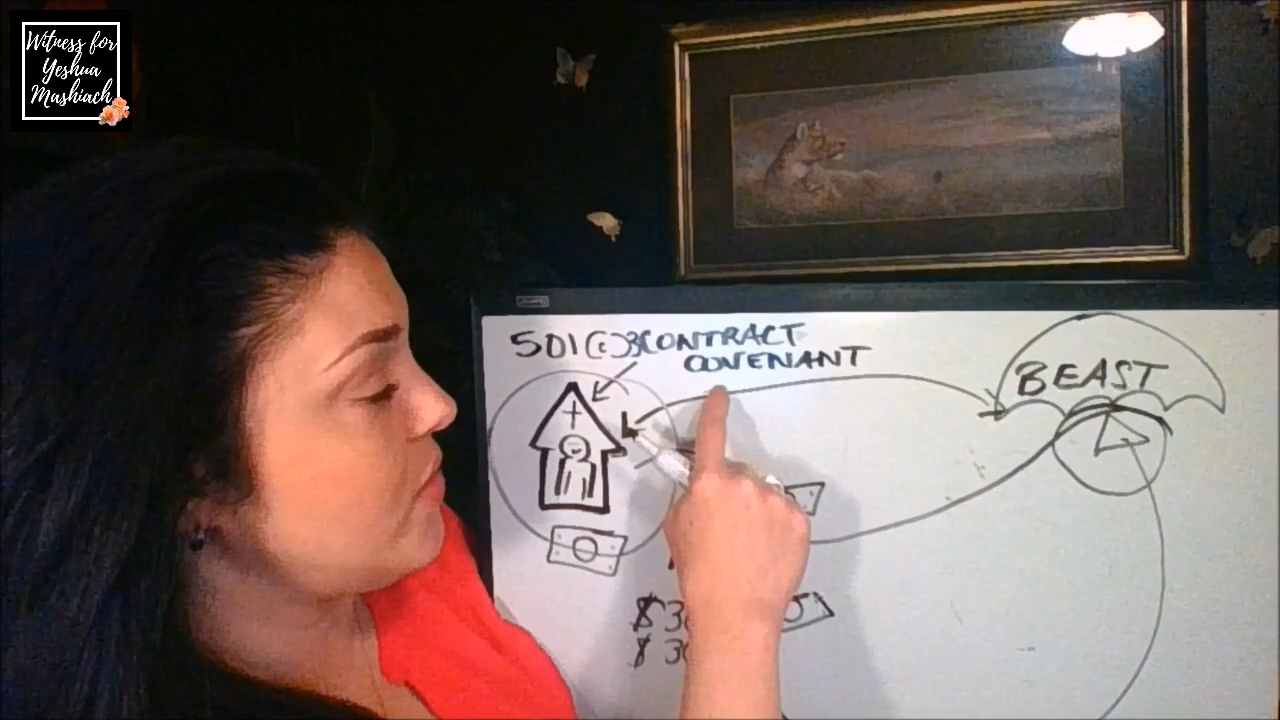 Witness for
Yeshua
Mashiach
501(c)3 CONTRACT
COVENANT
BEAST